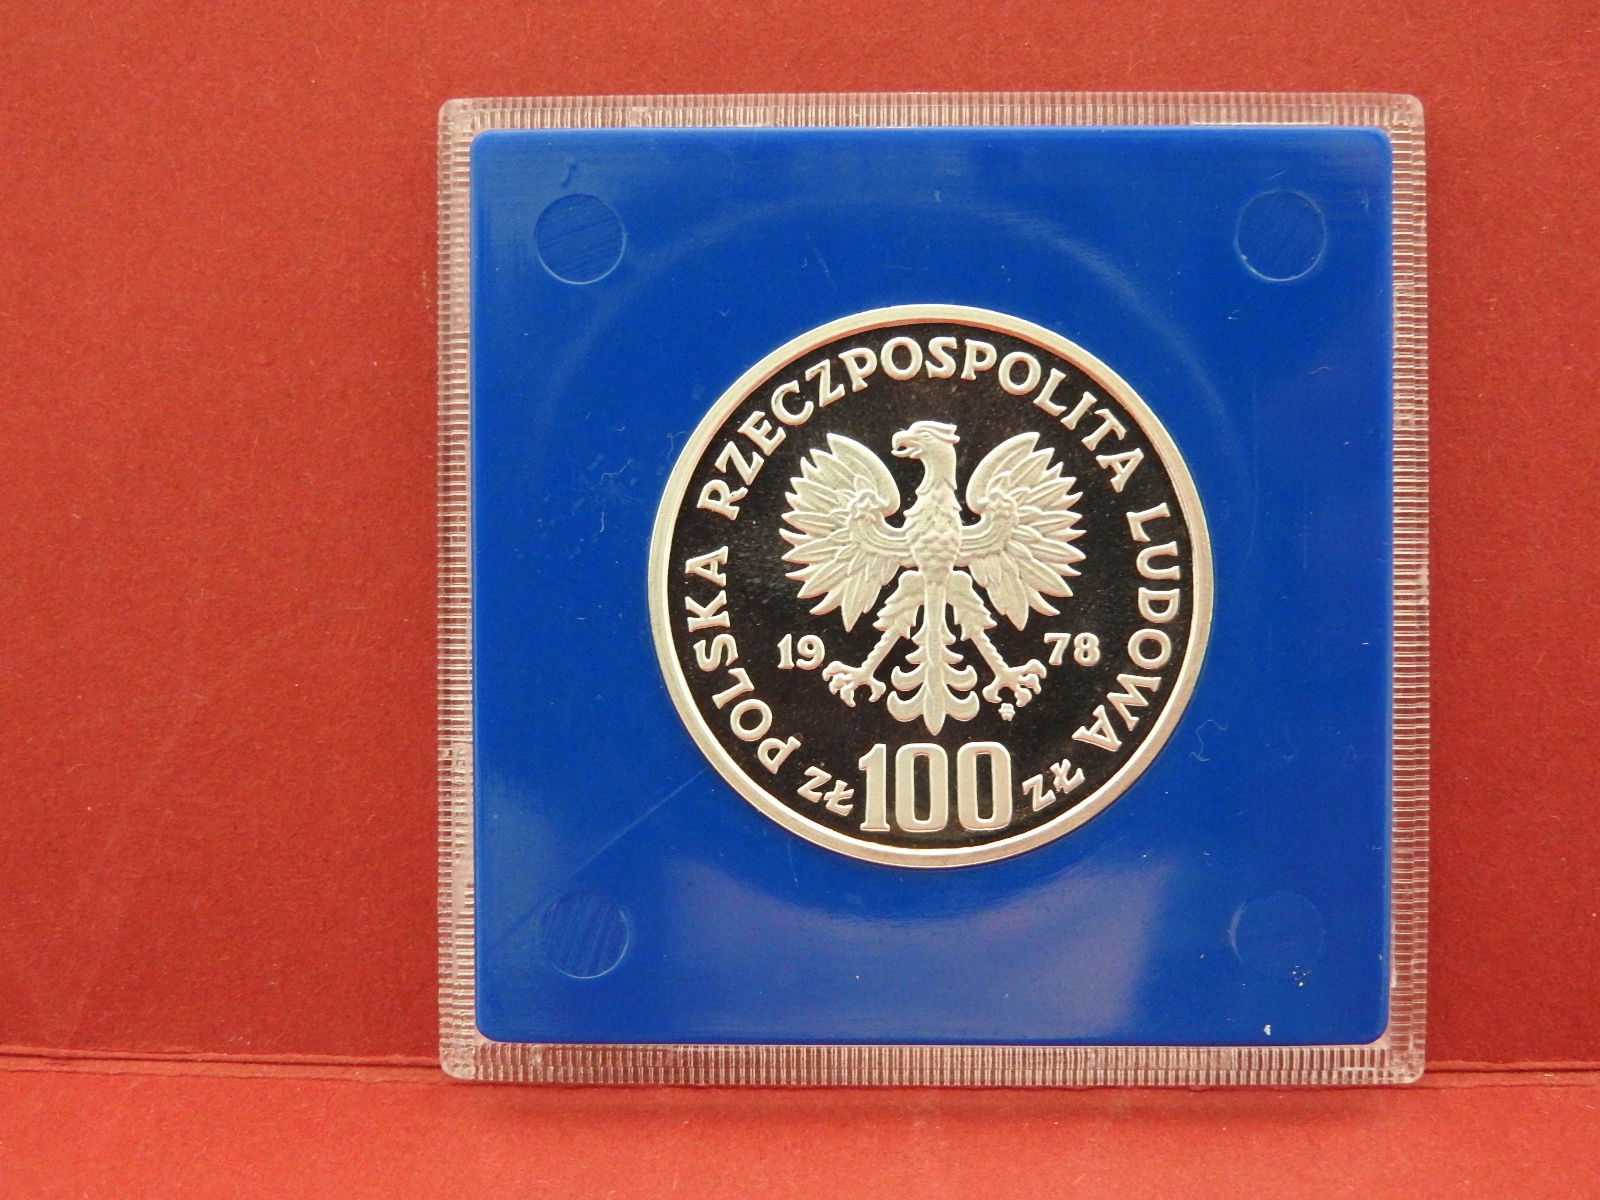 POLSKA RZECZPOSPOLITA LUDOWA
19 78
ZŁ 100 ZŁ